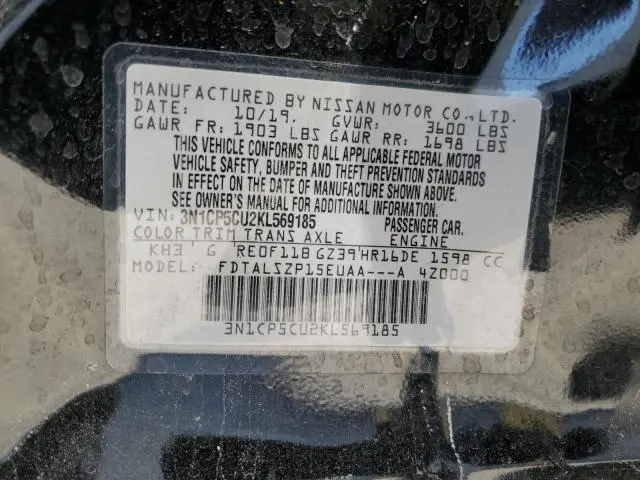 MANUFACTURED BY NISSAN MOTOR CO.,LTD.
DATE: 10/19. GVWR: 3600 LBS
GAWR FR: 1903 LBS GAWR RR: 1698 LBS
THIS VEHICLE CONFORMS TO ALL APPLICABLE FEDERAL MOTOR
VEHICLE SAFETY, BUMPER AND THEFT PREVENTION STANDARDS
IN EFFECT ON THE DATE OF MANUFACTURE SHOWN ABOVE.
SEE OWNER'S MANUAL FOR ADDITIONAL INFORMATION.
VIN: 3N1CP5CU2KL569185 PASSENGER CAR.
COLOR TRIM TRANS AXLE ENGINE
KH3 G RE0F11B GZ39 HR16DE 1598 CC
MODEL: FDTALSZP15EUAA---A 4Z000
3N1CP5CU2KL569185